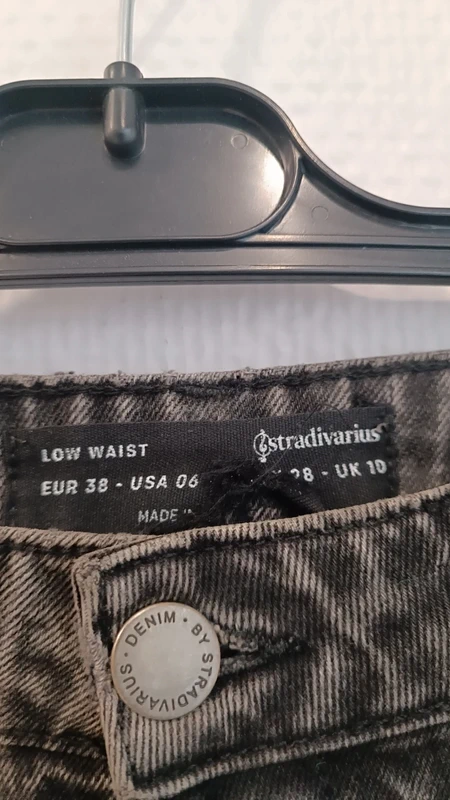 LOW WAIST
stradivarius
EUR 38 - USA 06 28 - UK 10
MADE
DENIM • BY STRADIVARIUS •